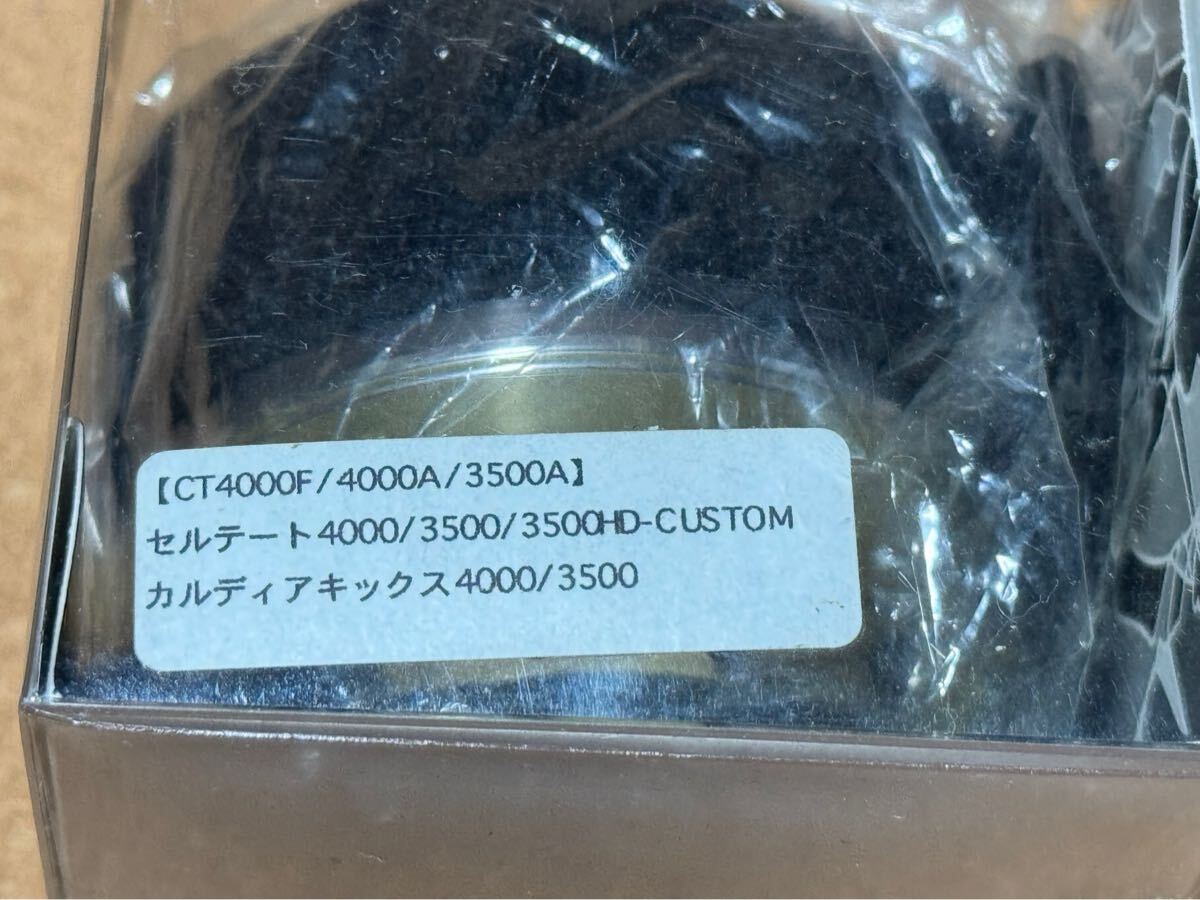 【CT4000F/4000A/3500A】
セルテート4000/3500/3500HD-CUSTOM
カルディアキックス4000/3500